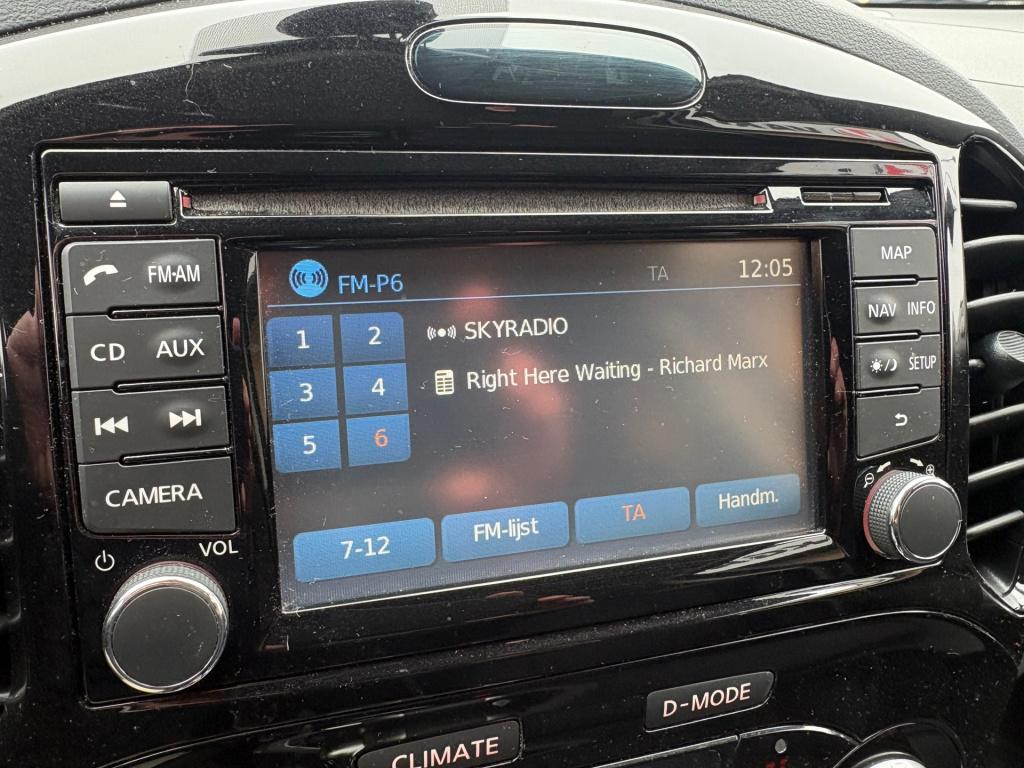 FM-AM
CD AUX
CAMERA
VOL
FM-P6 TA 12:05
1 2
3 4
5 6
SKYRADIO
Right Here Waiting - Richard Marx
7-12 FM-lijst TA Handm.
MAP
NAV INFO
SETUP
D-MODE
CLIMATE